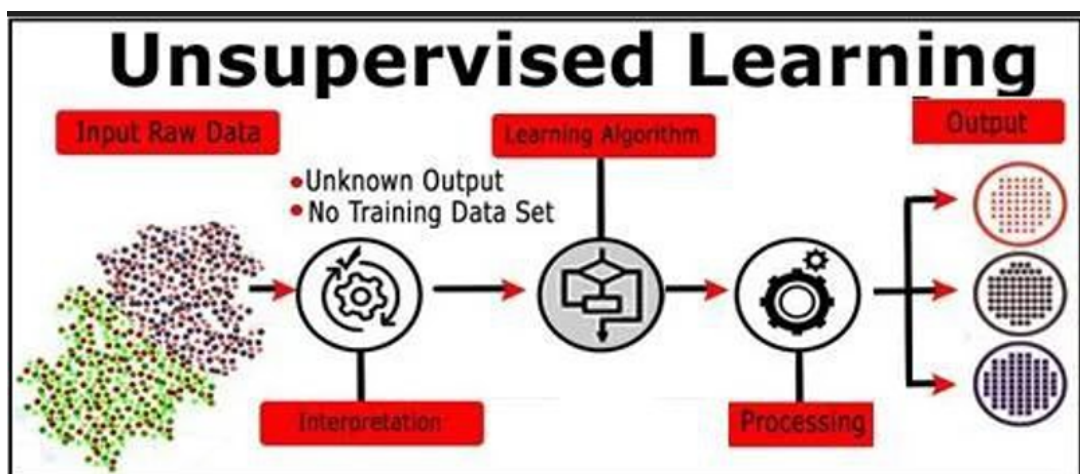 Unsupervised Learning
Input Raw Data
Learning Algorithm
Output
•Unknown Output
• No Training Data Set
Interpretation
Processing